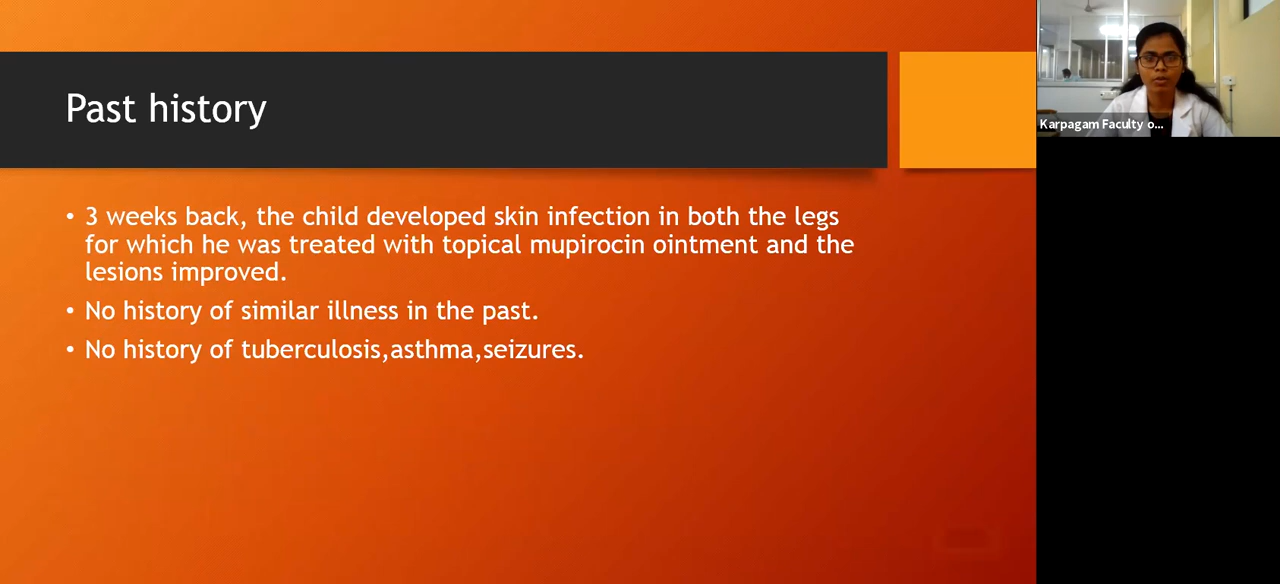 Past history
Karpagam Faculty o...
• 3 weeks back, the child developed skin infection in both the legs
for which he was treated with topical mupirocin ointment and the
lesions improved.
• No history of similar illness in the past.
• No history of tuberculosis,asthma,seizures.